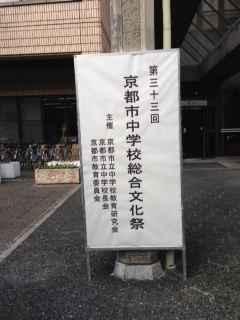 第三十三回
京都市中学校総合文化祭
主催
京都市立中学校教育研究会
京都市立中学校長会
京都市教育委員会